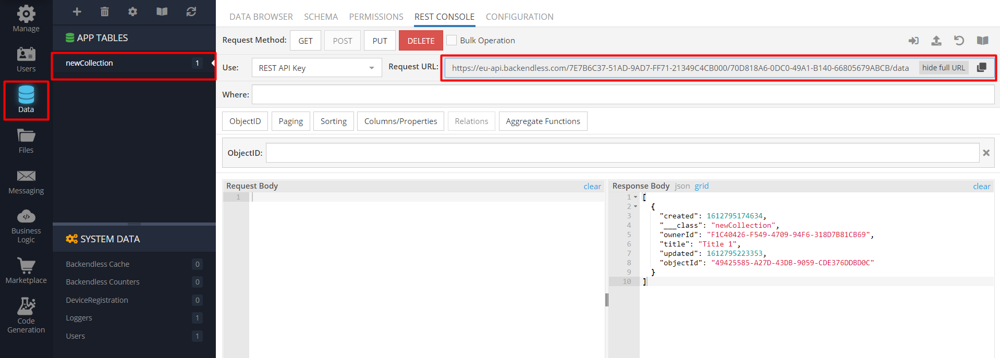 Manage
Users
Data
Files
Messaging
Business
Logic
Marketplace
Code
Generation
APP TABLES
newCollection 1
SYSTEM DATA
Backendless Cache 0
Backendless Counters 0
DeviceRegistration 0
Loggers 1
Users 1
DATA BROWSER SCHEMA PERMISSIONS REST CONSOLE CONFIGURATION
Request Method: GET POST PUT DELETE Bulk Operation
Use: REST API Key Request URL: https://eu-api.backendless.com/7E7B6C37-51AD-9AD7-FF71-21349C4CB000/70D818A6-0DC0-49A1-B140-66805679ABCB/data hide full URL
Where:
ObjectID Paging Sorting Columns/Properties Relations Aggregate Functions
ObjectID:
Request Body clear
1
Response Body json grid clear
1 [
2 {
3 "created": 1612795174634,
4 "___class": "newCollection",
5 "ownerId": "F1C40426-F549-4709-94F6-318D7B81CB69",
6 "title": "Title 1",
7 "updated": 1612795223353,
8 "objectId": "49425585-A27D-43DB-9059-CDE376DDBD0C"
9 }
10 ]